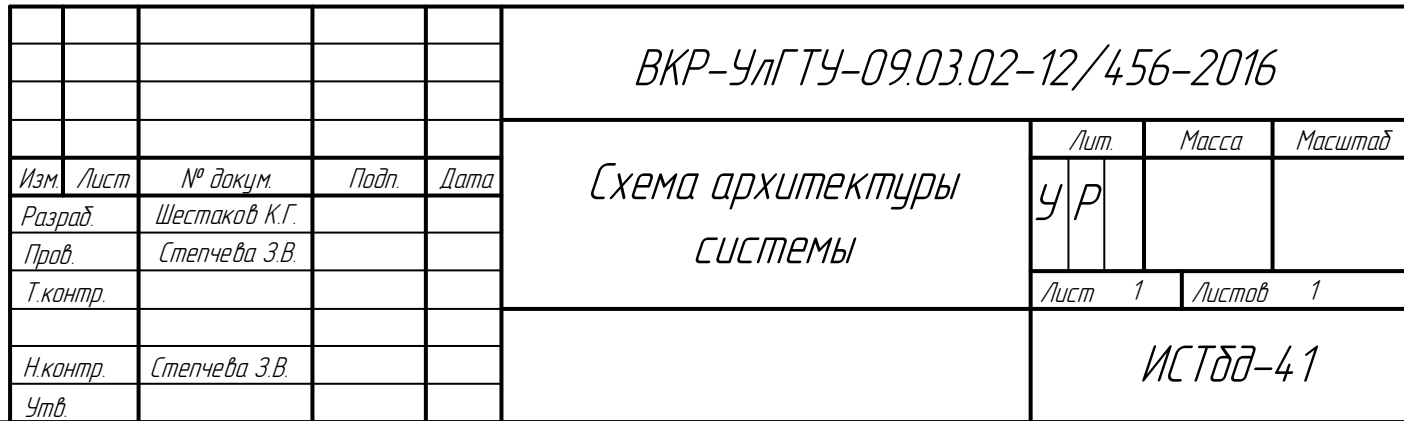 ВКР-УлГТУ-09.03.02-12/456-2016
Лит. Масса Масштаб
Изм. Лист № докум. Подп. Дата
Схема архитектуры
системы
У Р
Разраб. Шестаков К.Г.
Пров. Степчева З.В.
Т.контр.
Лист 1 Листов 1
Н.контр. Степчева З.В.
ИСТбд-41
Утв.